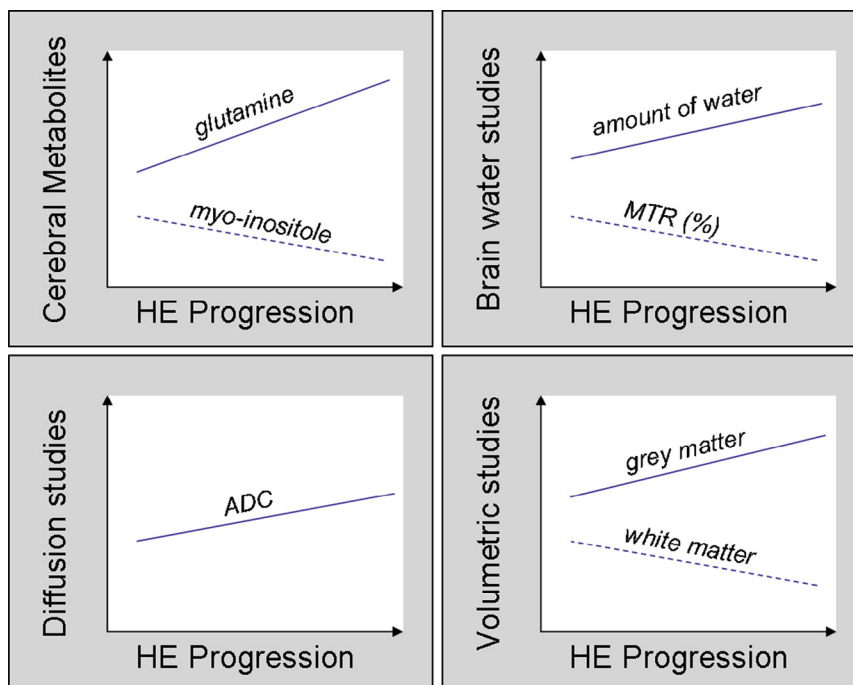 Cerebral Metabolites
glutamine
myo-inositole
HE Progression
Brain water studies
amount of water
MTR (%)
HE Progression
Diffusion studies
ADC
HE Progression
Volumetric studies
grey matter
white matter
HE Progression